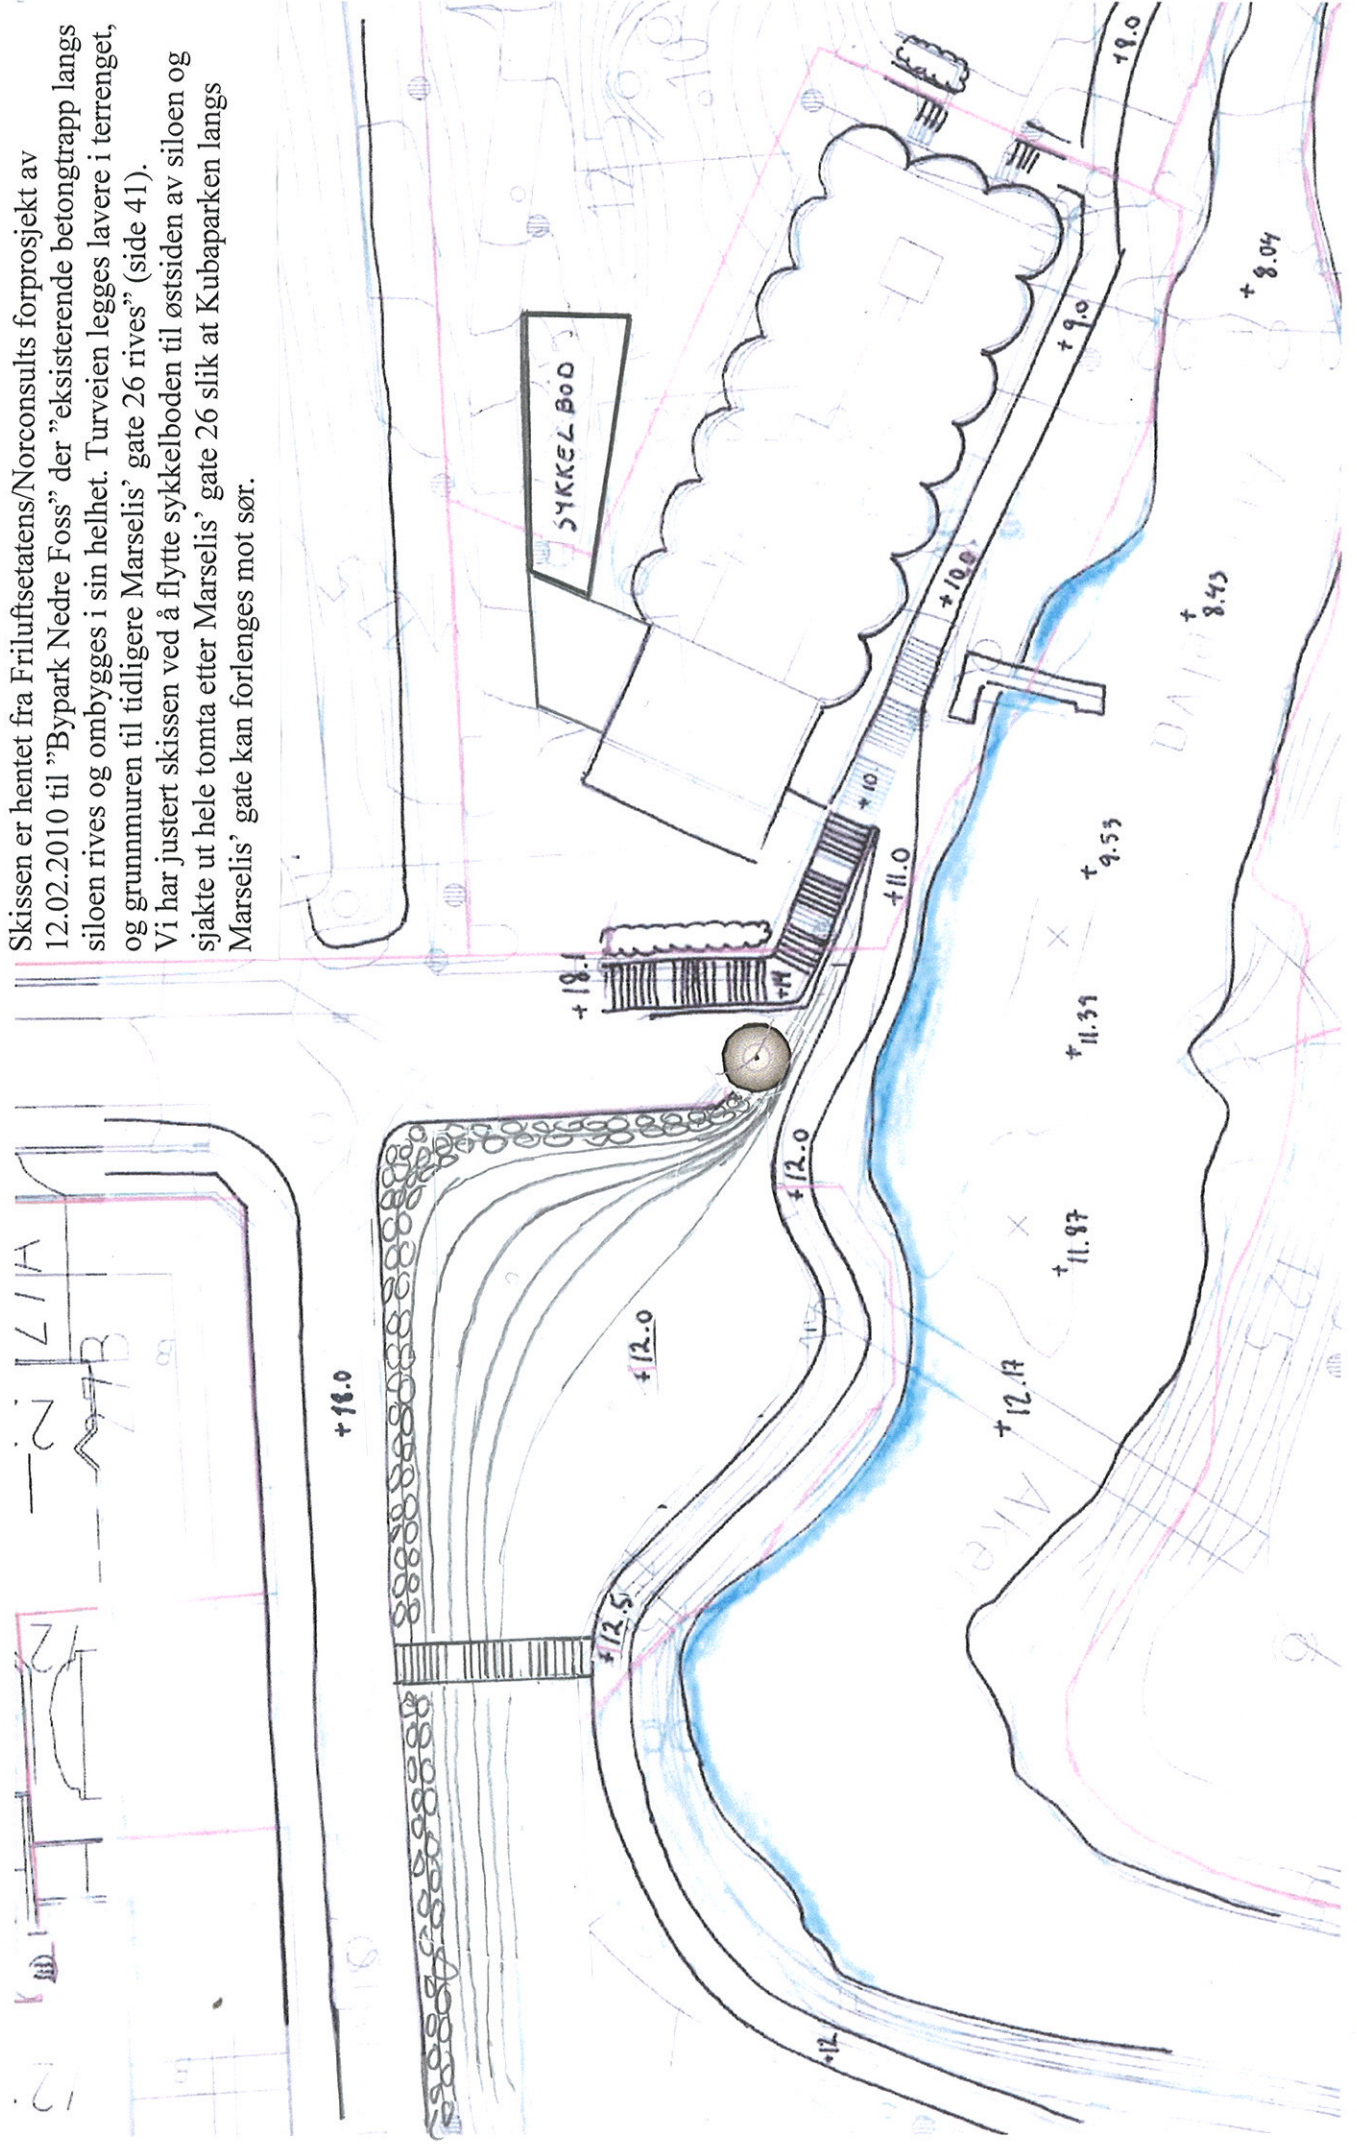 Skissen er hentet fra Friluftsetatens/Norconsults forprosjekt av
12.02.2010 til ”Bypark Nedre Foss” der ”eksisterende betongtrapp langs
siloen rives og ombygges i sin helhet. Turveien legges lavere i terrenget,
og grunnmuren til tidligere Marselis’ gate 26 rives” (side 41).
Vi har justert skissen ved å flytte sykkelboden til østsiden av siloen og
sjakte ut hele tomta etter Marselis’ gate 26 slik at Kubaparken langs
Marselis’ gate kan forlenges mot sør.
SYKKELBOD
+18.0
+18.1
+14
+10.
+10.0
+9.0
+8.04
+8.43
+11.0
+9.53
+11.39
+12.0
+11.87
+12.0
+12.17
+12.5
+12